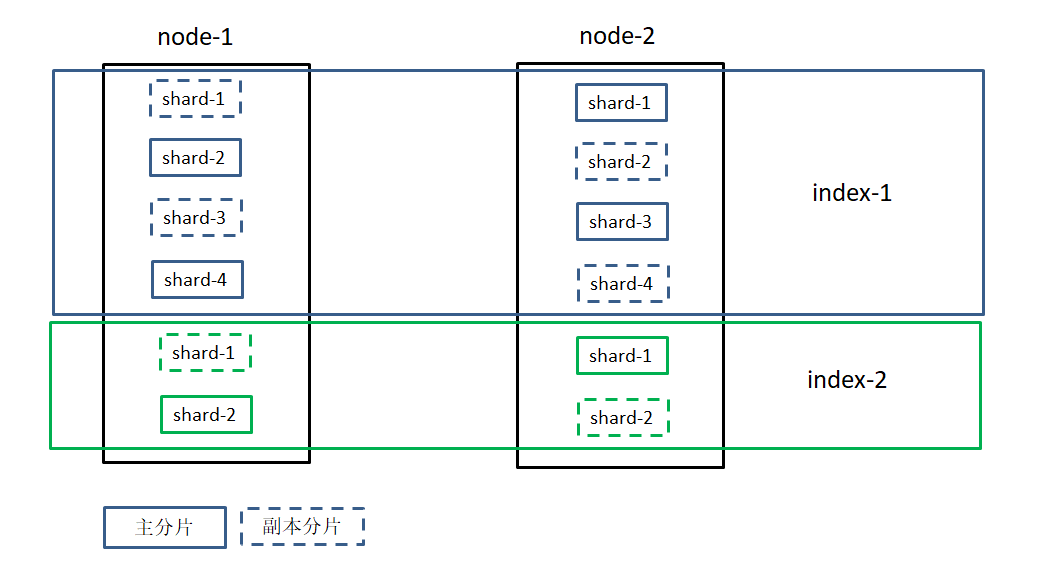 node-1
node-2
shard-1
shard-1
shard-2
shard-2
index-1
shard-3
shard-3
shard-4
shard-4
shard-1
shard-1
index-2
shard-2
shard-2
主分片
副本分片